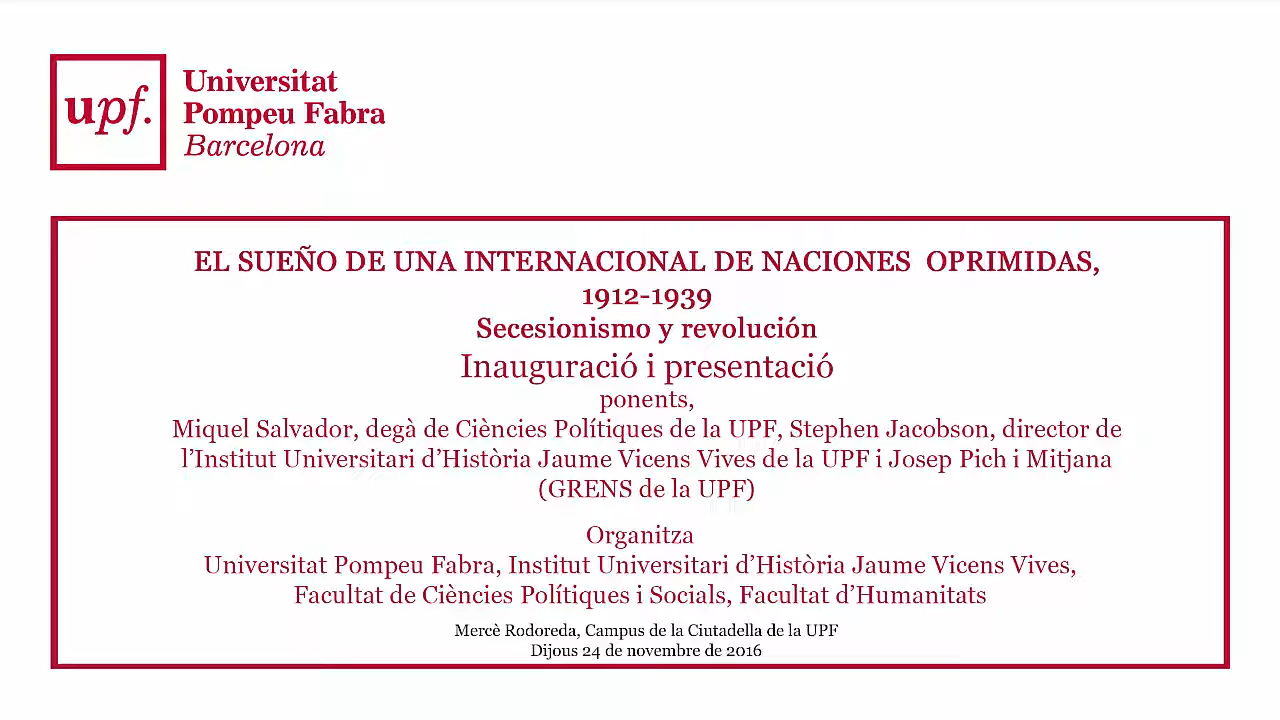 upf.
Universitat
Pompeu Fabra
Barcelona
EL SUEÑO DE UNA INTERNACIONAL DE NACIONES OPRIMIDAS,
1912-1939
Secesionismo y revolución
Inauguració i presentació
ponents,
Miquel Salvador, degà de Ciències Polítiques de la UPF, Stephen Jacobson, director de
l’Institut Universitari d’Història Jaume Vicens Vives de la UPF i Josep Pich i Mitjana
(GRENS de la UPF)
Organitza
Universitat Pompeu Fabra, Institut Universitari d’Història Jaume Vicens Vives,
Facultat de Ciències Polítiques i Socials, Facultat d’Humanitats
Mercè Rodoreda, Campus de la Ciutadella de la UPF
Dijous 24 de novembre de 2016